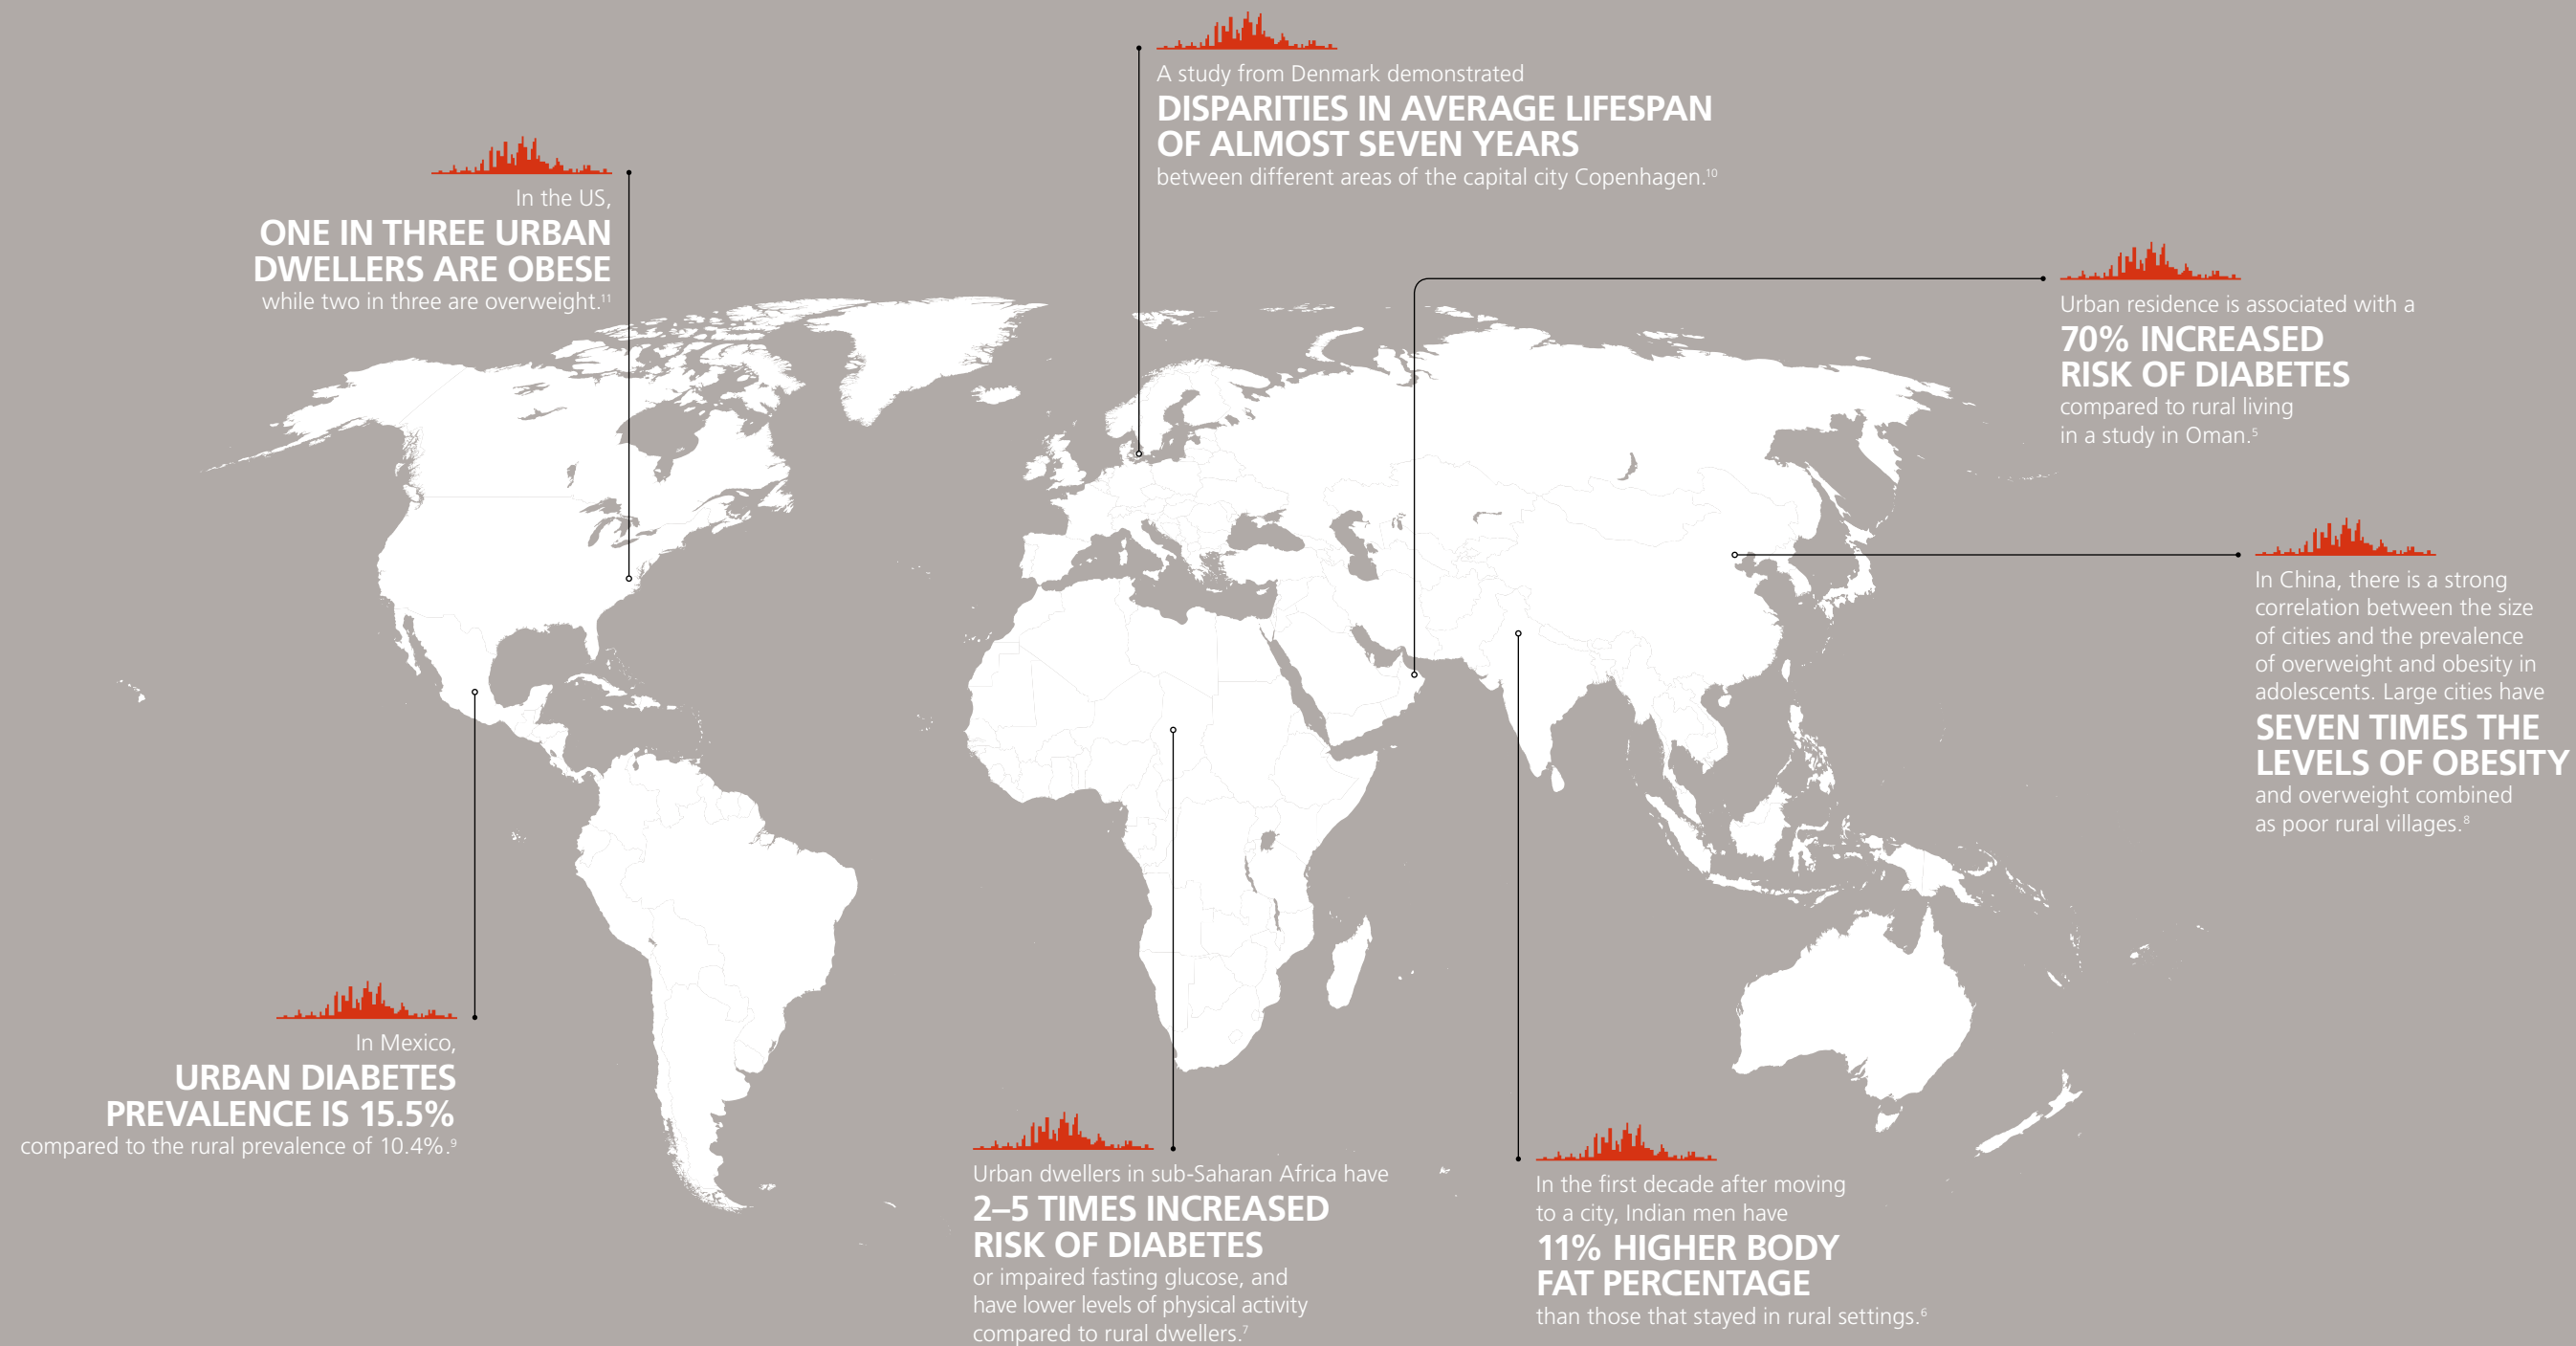 A study from Denmark demonstrated
DISPARITIES IN AVERAGE LIFESPAN
OF ALMOST SEVEN YEARS
between different areas of the capital city Copenhagen.10
In the US,
ONE IN THREE URBAN
DWELLERS ARE OBESE
while two in three are overweight.11
Urban residence is associated with a
70% INCREASED
RISK OF DIABETES
compared to rural living
in a study in Oman.5
In China, there is a strong
correlation between the size
of cities and the prevalence
of overweight and obesity in
adolescents. Large cities have
SEVEN TIMES THE
LEVELS OF OBESITY
and overweight combined
as poor rural villages.8
In Mexico,
URBAN DIABETES
PREVALENCE IS 15.5%
compared to the rural prevalence of 10.4%.9
Urban dwellers in sub-Saharan Africa have
2–5 TIMES INCREASED
RISK OF DIABETES
or impaired fasting glucose, and
have lower levels of physical activity
compared to rural dwellers.7
In the first decade after moving
to a city, Indian men have
11% HIGHER BODY
FAT PERCENTAGE
than those that stayed in rural settings.6